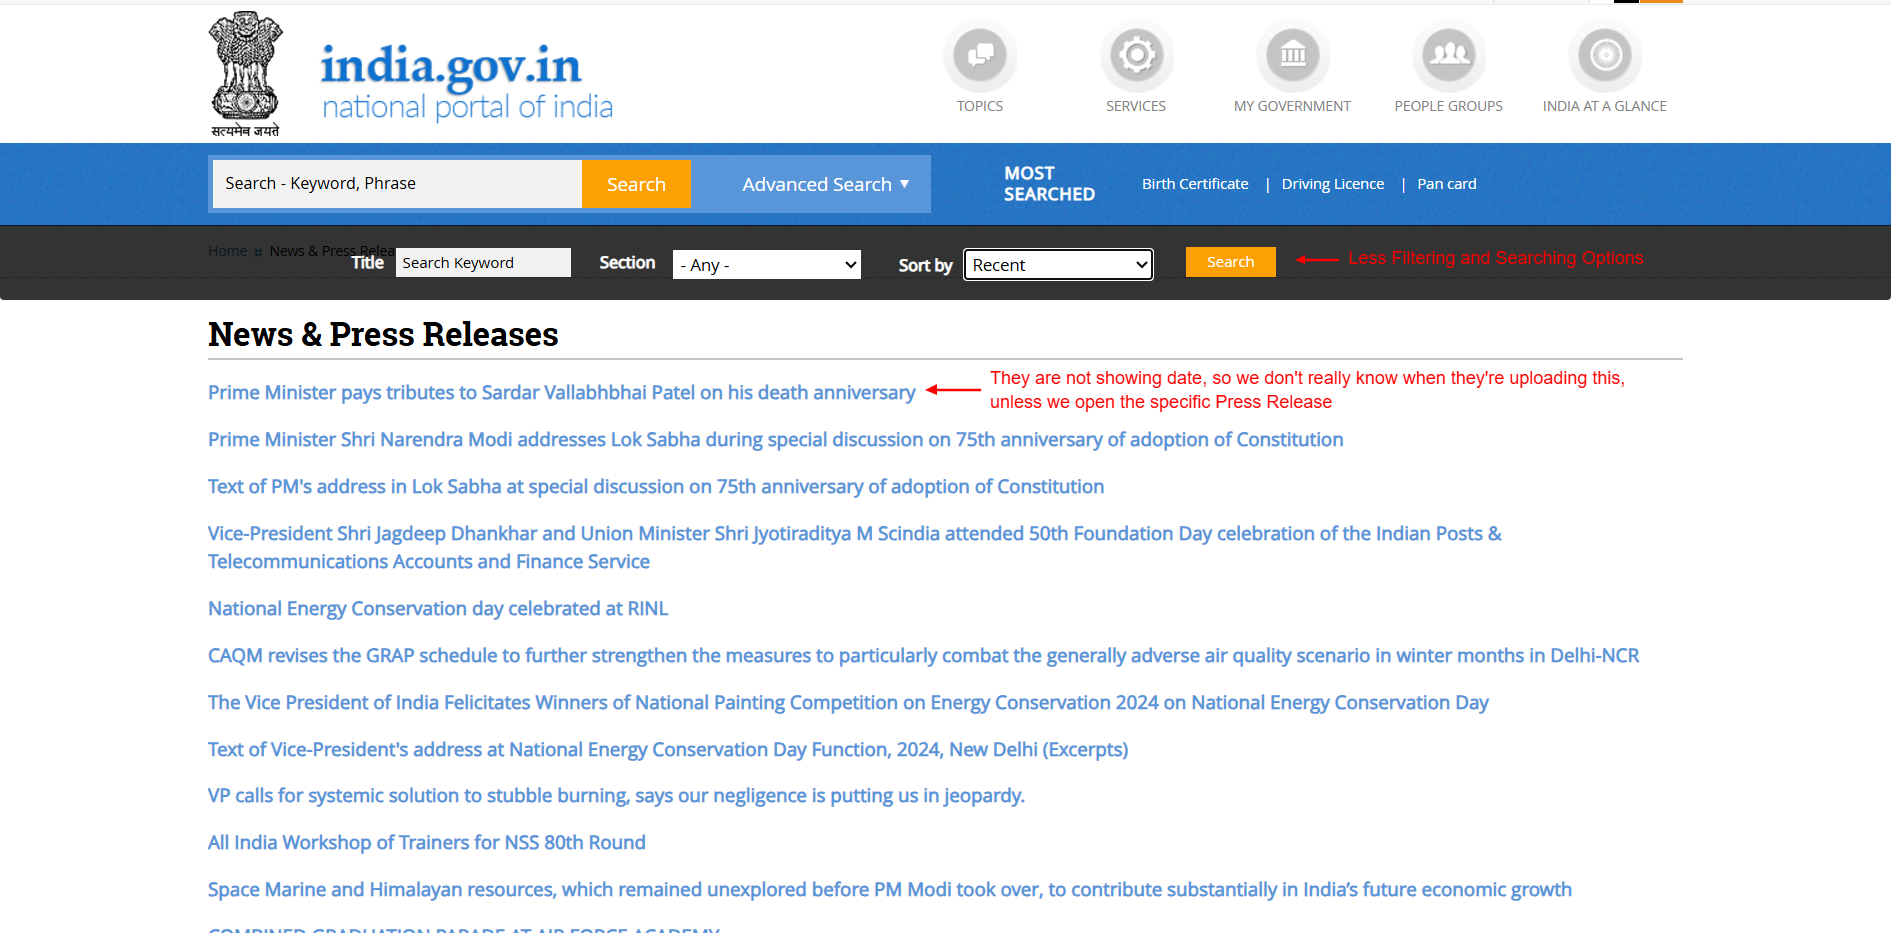 सत्यमेव जयते
india.gov.in
national portal of india
TOPICS
SERVICES
MY GOVERNMENT
PEOPLE GROUPS
INDIA AT A GLANCE
Search - Keyword, Phrase
Search
Advanced Search ▼
MOST
SEARCHED
Birth Certificate | Driving Licence | Pan card
Home
News & Press Relea
Title
Search Keyword
Section
- Any -
Sort by
Recent
Search
Less Filtering and Searching Options
News & Press Releases
Prime Minister pays tributes to Sardar Vallabhbhai Patel on his death anniversary
They are not showing date, so we don't really know when they're uploading this,
unless we open the specific Press Release
Prime Minister Shri Narendra Modi addresses Lok Sabha during special discussion on 75th anniversary of adoption of Constitution
Text of PM's address in Lok Sabha at special discussion on 75th anniversary of adoption of Constitution
Vice-President Shri Jagdeep Dhankhar and Union Minister Shri Jyotiraditya M Scindia attended 50th Foundation Day celebration of the Indian Posts &
Telecommunications Accounts and Finance Service
National Energy Conservation day celebrated at RINL
CAQM revises the GRAP schedule to further strengthen the measures to particularly combat the generally adverse air quality scenario in winter months in Delhi-NCR
The Vice President of India Felicitates Winners of National Painting Competition on Energy Conservation 2024 on National Energy Conservation Day
Text of Vice-President's address at National Energy Conservation Day Function, 2024, New Delhi (Excerpts)
VP calls for systemic solution to stubble burning, says our negligence is putting us in jeopardy.
All India Workshop of Trainers for NSS 80th Round
Space Marine and Himalayan resources, which remained unexplored before PM Modi took over, to contribute substantially in India’s future economic growth
COMBINED GRADUATION PARADE AT AIR FORCE ACADEMY